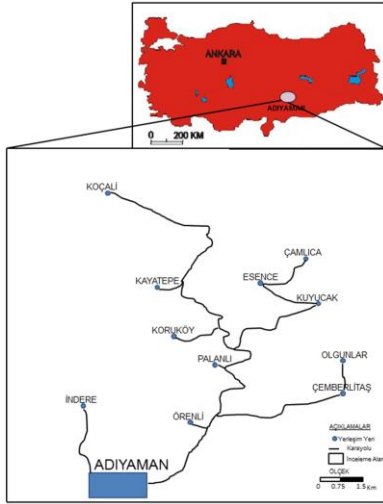 ANKARA
ADIYAMAN
0 200 KM
KOÇALİ
ÇAMLICA
KAYATEPE
ESENCE
KUYUCAK
KORUKÖY
PALANLI
OLGUNLAR
ÇEMBERLİTAŞ
İNDERE
ÖRENLİ
AÇIKLAMALAR
Yerleşim Yeri
Karayolu
İnceleme Alanı
ÖLÇEK
0 0.75 1.5
Km
ADIYAMAN